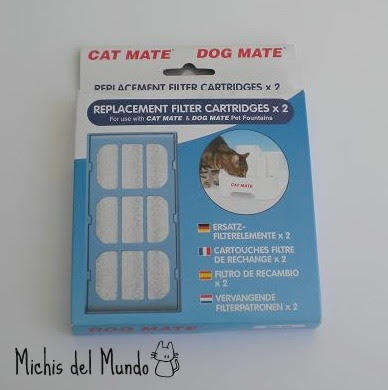 CAT MATE® DOG MATE®
REPLACEMENT FILTER CARTRIDGES x 2
REPLACEMENT FILTER CARTRIDGES x 2
For use with CAT MATE & DOG MATE Pet Fountains
CAT MATE
ERSATZ-
FILTERELEMENTE x 2
CARTOUCHES FILTRE
DE RECHANGE x 2
FILTRO DE RECAMBIO
x 2
VERVANGENDE
FILTERPATRONEN x 2
DOG MATE
Michis del Mundo